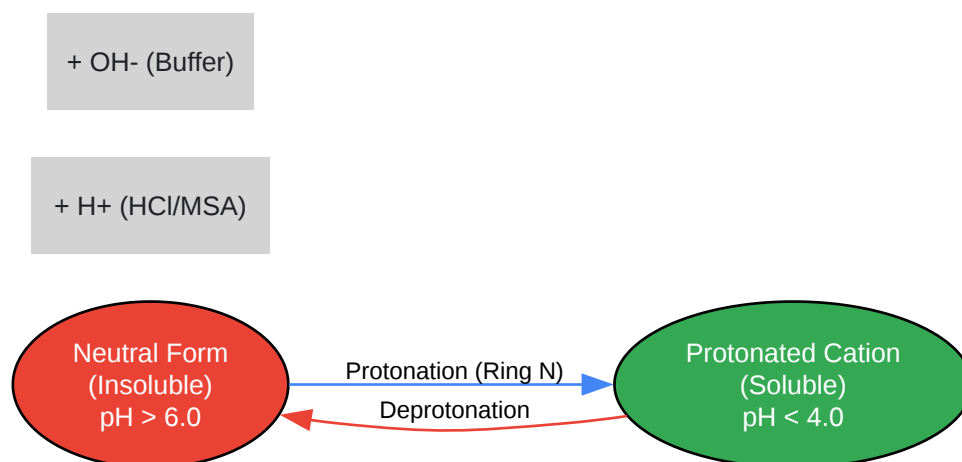 + OH- (Buffer)
+ H+ (HCl/MSA)
Neutral Form
(Insoluble)
pH > 6.0
Protonation (Ring N)
Deprotonation
Protonated Cation
(Soluble)
pH < 4.0